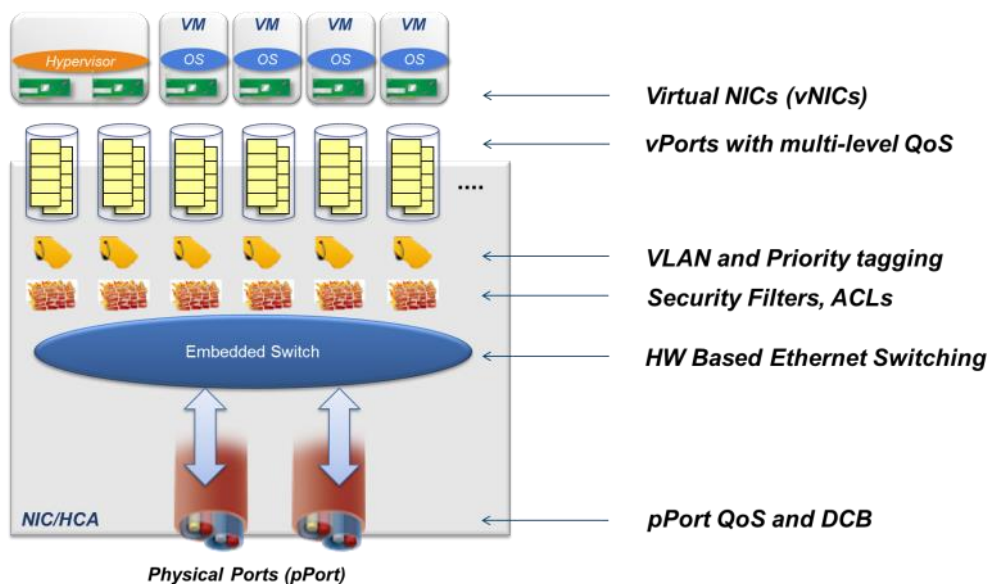 VM VM VM VM
Hypervisor OS OS OS OS
Virtual NICs (vNICs)
vPorts with multi-level QoS
....
VLAN and Priority tagging
Security Filters, ACLs
Embedded Switch
HW Based Ethernet Switching
NIC/HCA
pPort QoS and DCB
Physical Ports (pPort)